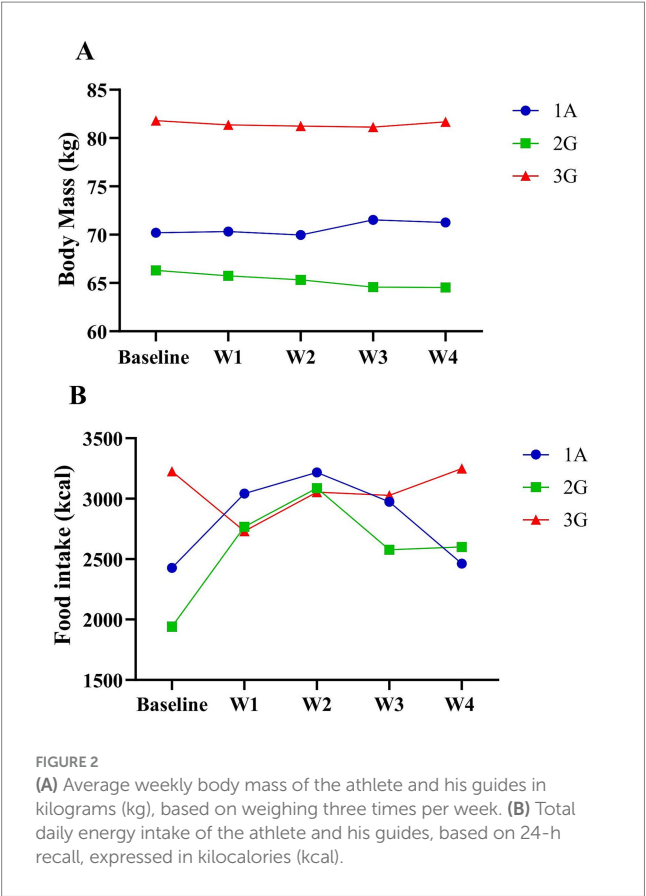 A
Body Mass (kg)
85
80
75
70
65
60
Baseline W1 W2 W3 W4
1A
2G
3G
B
Food intake (kcal)
3500
3000
2500
2000
1500
Baseline W1 W2 W3 W4
1A
2G
3G
FIGURE 2
(A) Average weekly body mass of the athlete and his guides in
kilograms (kg), based on weighing three times per week. (B) Total
daily energy intake of the athlete and his guides, based on 24-h
recall, expressed in kilocalories (kcal).